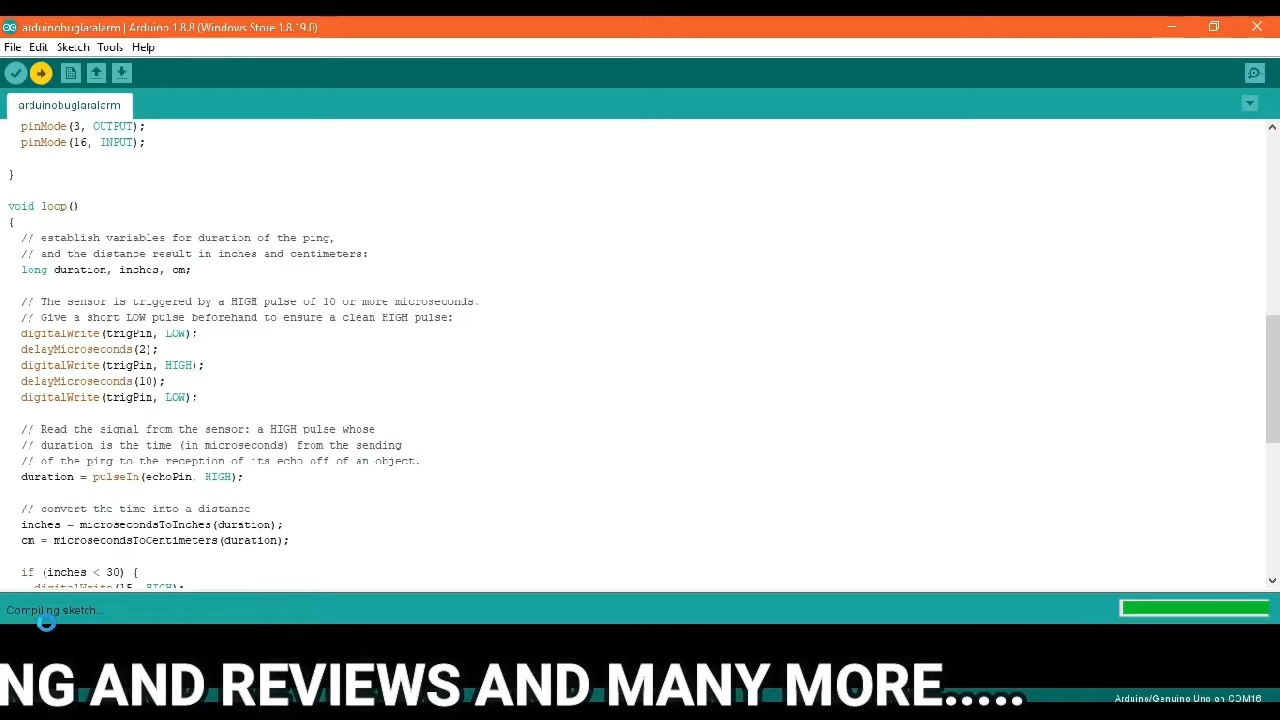 arduinobuglaralarm | Arduino 1.8.8 (Windows Store 1.8.19.0)
File Edit Sketch Tools Help
arduinobuglaralarm
pinMode(3, OUTPUT);
pinMode(16, INPUT);
}
void loop()
{
// establish variables for duration of the ping,
// and the distance result in inches and centimeters:
long duration, inches, cm;
// The sensor is triggered by a HIGH pulse of 10 or more microseconds.
// Give a short LOW pulse beforehand to ensure a clean HIGH pulse:
digitalWrite(trigPin, LOW);
delayMicroseconds(2);
digitalWrite(trigPin, HIGH);
delayMicroseconds(10);
digitalWrite(trigPin, LOW);
// Read the signal from the sensor: a HIGH pulse whose
// duration is the time (in microseconds) from the sending
// of the ping to the reception of its echo off of an object.
duration = pulseIn(echoPin, HIGH);
// convert the time into a distance
inches = microsecondsToInches(duration);
cm = microsecondsToCentimeters(duration);
if (inches < 30) {
digitalWrite(15, HIGH);
Compiling sketch...
NG AND REVIEWS AND MANY MORE.....
Arduino/Genuino Uno on COM16